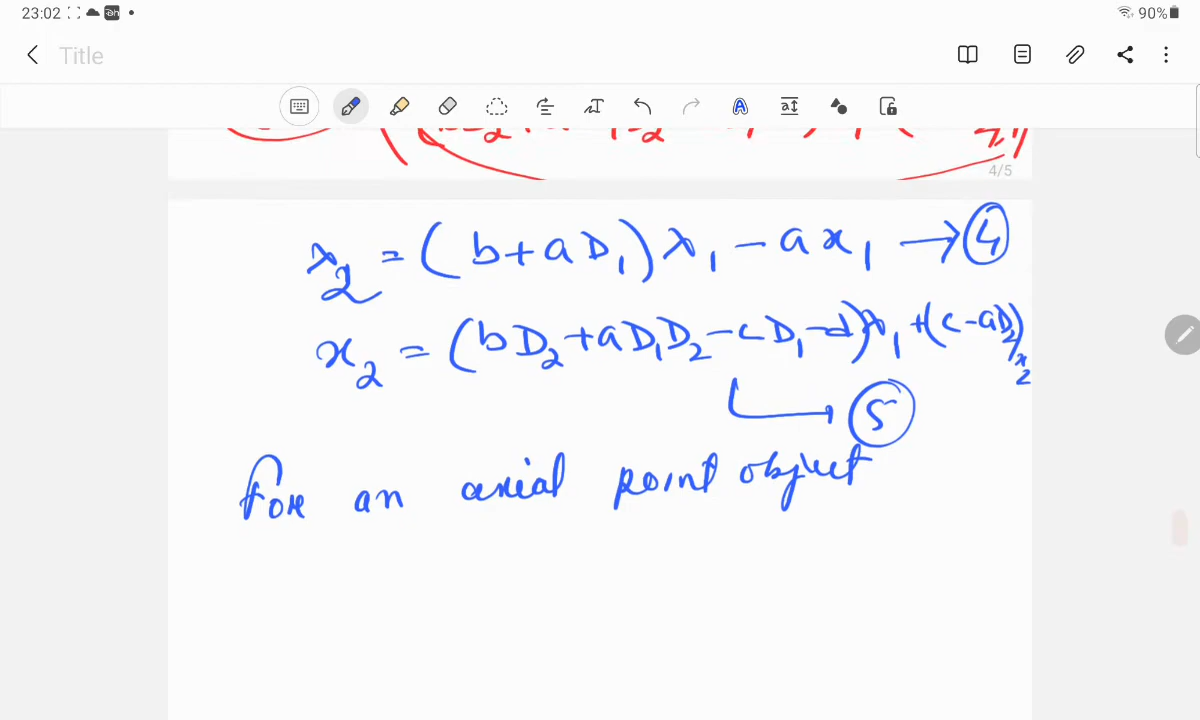 23:02 90%
Title
4/5
λ₂ = (b+aD₁)λ₁ - ax₁ → ④
x₂ = (bD₂+aD₁D₂-cD₁-d)λ₁ +(c-aD₂)x₂
→ ⑤
For an axial point object